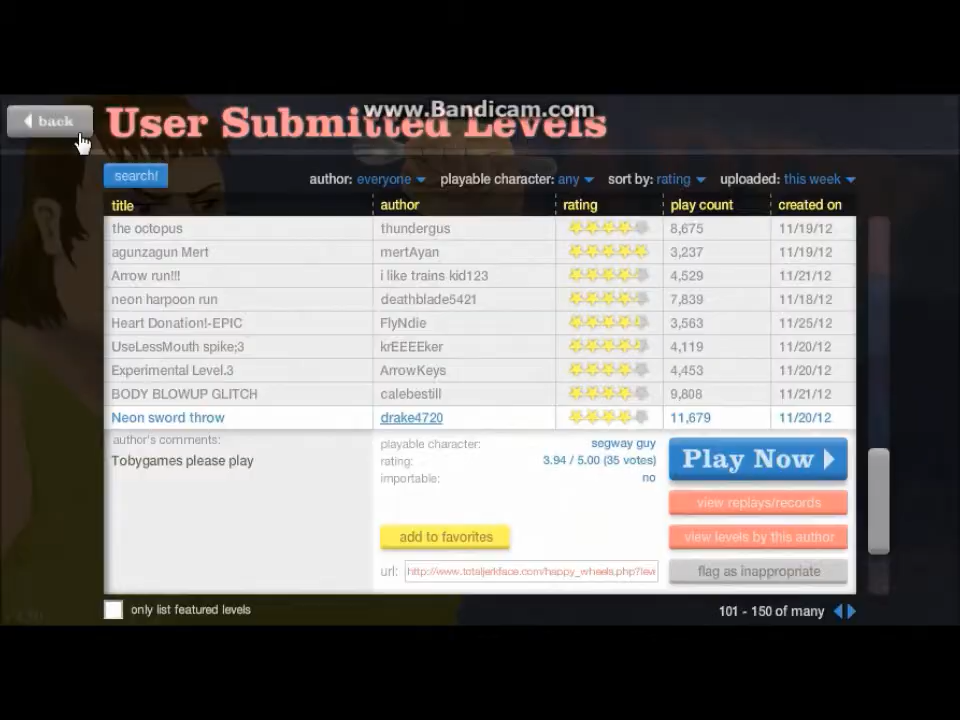 www.Bandicam.com
back
User Submitted Levels
search!
author: everyone playable character: any sort by: rating uploaded: this week
title author rating play count created on
the octopus thundergus 8,675 11/19/12
agunzagun Mert mertAyan 3,237 11/19/12
Arrow run!!! i like trains kid123 4,529 11/21/12
neon harpoon run deathblade5421 7,839 11/18/12
Heart Donation!-EPIC FlyNdie 3,563 11/25/12
UseLessMouth spike;3 krEEEEker 4,119 11/20/12
Experimental Level.3 ArrowKeys 4,453 11/20/12
BODY BLOWUP GLITCH calebestill 9,808 11/21/12
Neon sword throw drake4720 11,679 11/20/12
author's comments:
Tobygames please play
playable character: segway guy
rating: 3.94 / 5.00 (35 votes)
importable: no
add to favorites
url: http://www.totaljerkface.com/happy_wheels.php?lev
Play Now
view replays/records
view levels by this author
flag as inappropriate
only list featured levels
101 - 150 of many